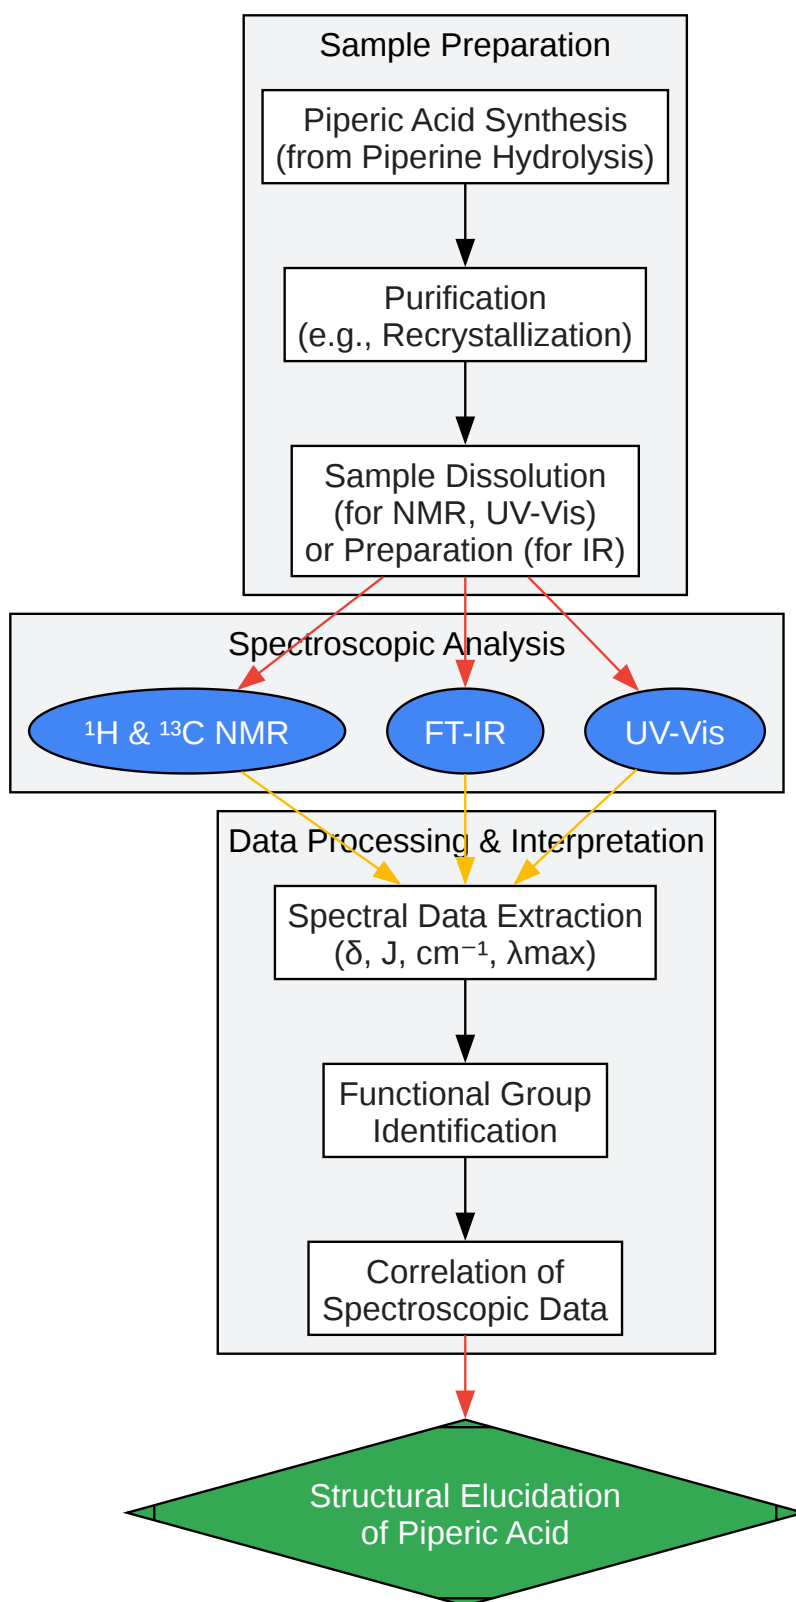 Sample Preparation
Piperic Acid Synthesis
(from Piperine Hydrolysis)
Purification
(e.g., Recrystallization)
Sample Dissolution
(for NMR, UV-Vis)
or Preparation (for IR)
Spectroscopic Analysis
¹H & ¹³C NMR
FT-IR
UV-Vis
Data Processing & Interpretation
Spectral Data Extraction
(δ, J, cm⁻¹, λmax)
Functional Group
Identification
Correlation of
Spectroscopic Data
Structural Elucidation
of Piperic Acid